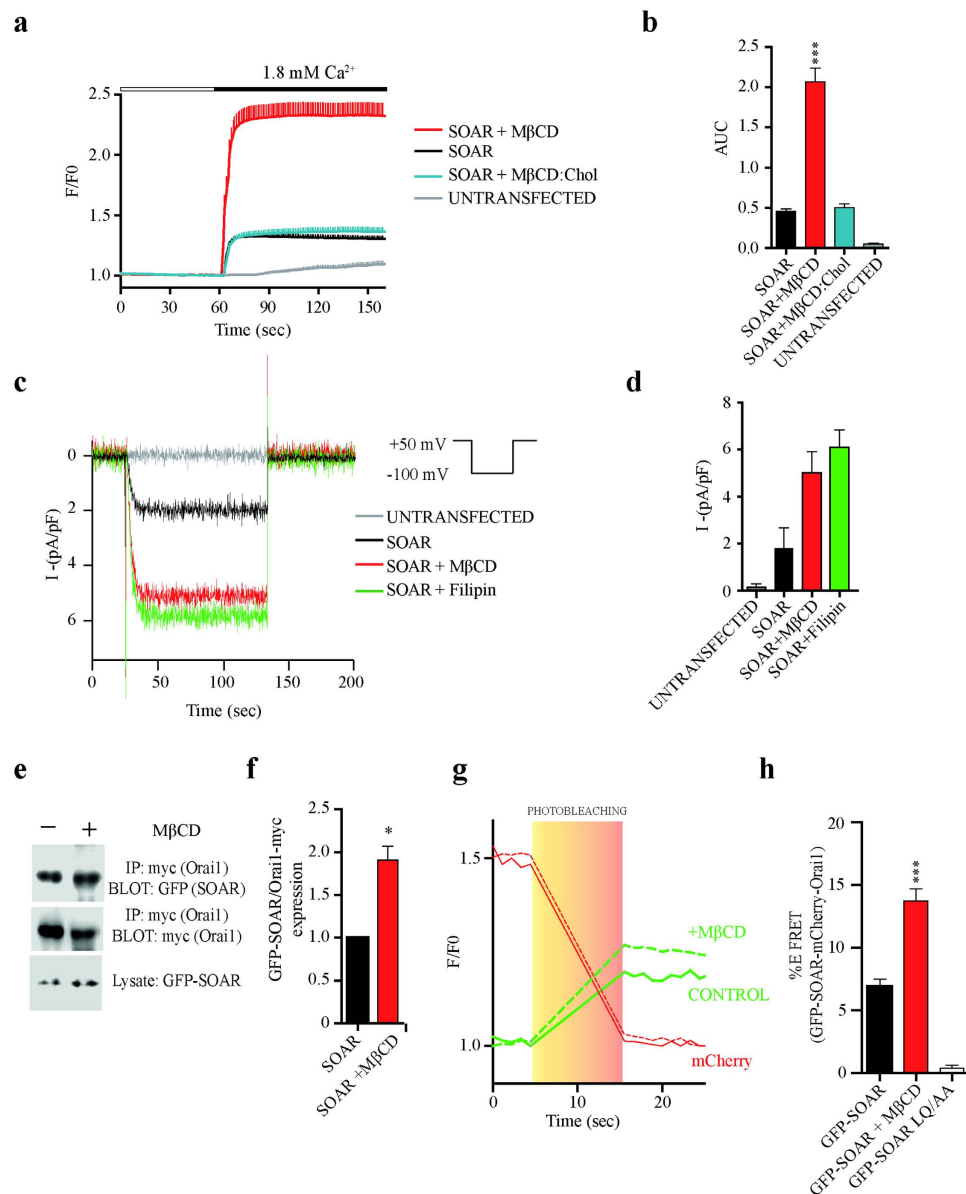 a
1.8 mM Ca²⁺
2.5
2.0
1.5
1.0
F/F0
0
30
60
90
120
150
Time (sec)
SOAR + MβCD
SOAR
SOAR + MβCD:Chol
UNTRANSFECTED
b
***
2.5
2.0
1.5
1.0
0.5
0.0
AUC
SOAR
SOAR+MβCD
SOAR+MβCD:Chol
UNTRANSFECTED
c
0
2
4
6
I -(pA/pF)
0
50
100
150
200
Time (sec)
+50 mV
-100 mV
UNTRANSFECTED
SOAR
SOAR + MβCD
SOAR + Filipin
d
8
6
4
2
0
I -(pA/pF)
UNTRANSFECTED
SOAR
SOAR+MβCD
SOAR+Filipin
e
− + MβCD
IP: myc (Orai1)
BLOT: GFP (SOAR)
IP: myc (Orai1)
BLOT: myc (Orai1)
Lysate: GFP-SOAR
f
*
2.5
2.0
1.5
1.0
0.5
0
GFP-SOAR/Orai1-myc
expression
SOAR
SOAR +MβCD
g
PHOTOBLEACHING
1.5
1.0
F/F0
+MβCD
CONTROL
mCherry
0
10
20
Time (sec)
h
***
20
15
10
5
0
%E FRET
(GFP-SOAR-mCherry-Orai1)
GFP-SOAR
GFP-SOAR + MβCD
GFP-SOAR LQ/AA